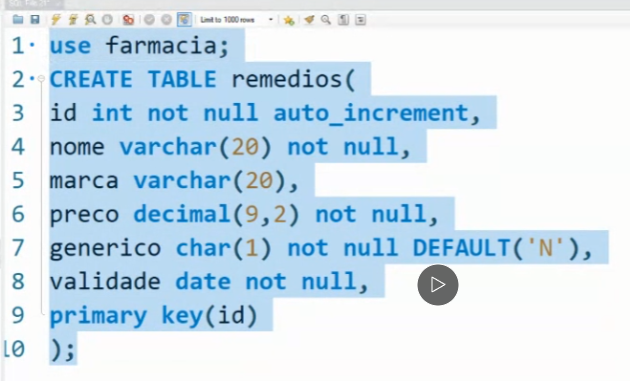 Limit to 1000 rows
1 use farmacia;
2 CREATE TABLE remedios(
3 id int not null auto_increment,
4 nome varchar(20) not null,
5 marca varchar(20),
6 preco decimal(9,2) not null,
7 generico char(1) not null DEFAULT('N'),
8 validade date not null,
9 primary key(id)
10 );